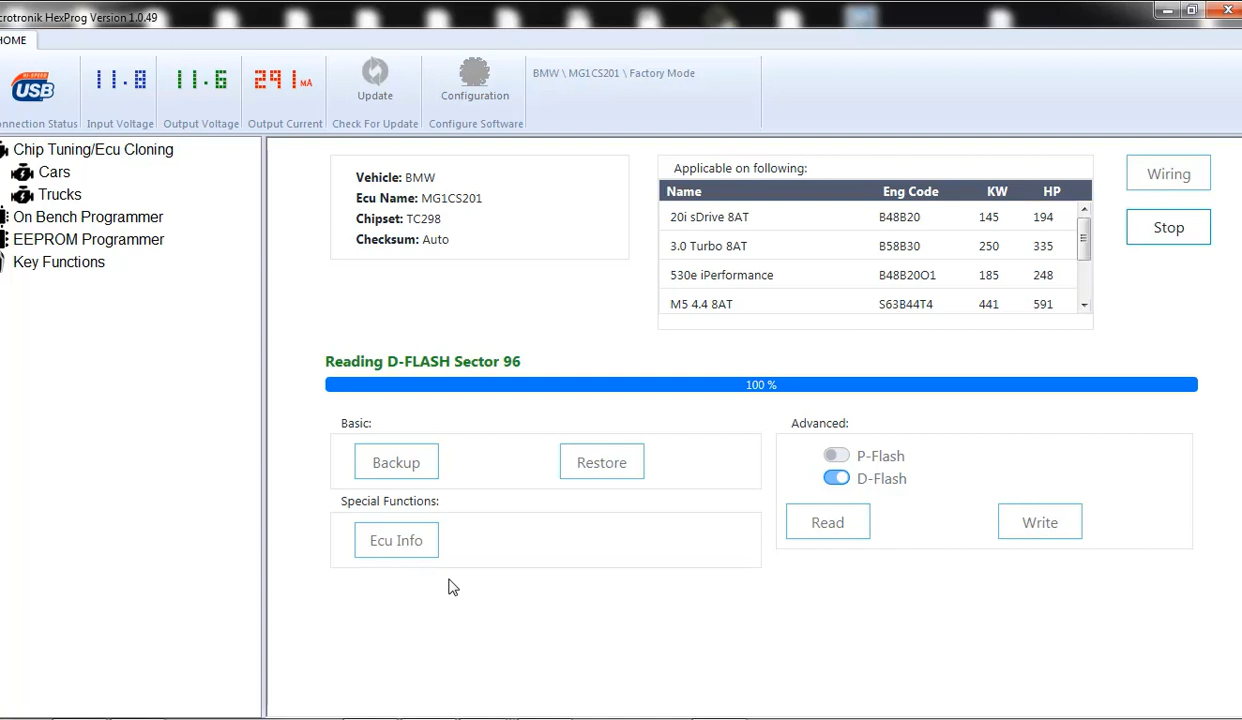 crotronik HexProg Version 1.0.49
HOME
HI-SPEED
USB
11.8
11.6
291 MA
Update
Configuration
BMW \ MG1CS201 \ Factory Mode
nnection Status
Input Voltage
Output Voltage
Output Current
Check For Update
Configure Software
Chip Tuning/Ecu Cloning
Cars
Trucks
On Bench Programmer
EEPROM Programmer
Key Functions
Vehicle: BMW
Ecu Name: MG1CS201
Chipset: TC298
Checksum: Auto
Applicable on following:
Name Eng Code KW HP
20i sDrive 8AT B48B20 145 194
3.0 Turbo 8AT B58B30 250 335
530e iPerformance B48B20O1 185 248
M5 4.4 8AT S63B44T4 441 591
Wiring
Stop
Reading D-FLASH Sector 96
100 %
Basic:
Backup
Restore
Special Functions:
Ecu Info
Advanced:
P-Flash
D-Flash
Read
Write